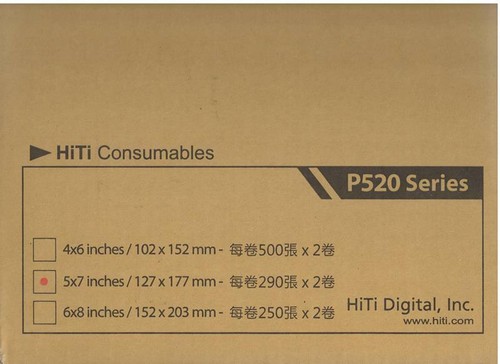 HiTi Consumables
P520 Series
4x6 inches / 102 x 152 mm - 每卷500張 x 2卷
5x7 inches / 127 x 177 mm - 每卷290張 x 2卷
6x8 inches / 152 x 203 mm - 每卷250張 x 2卷
HiTi Digital, Inc.
www.hiti.com